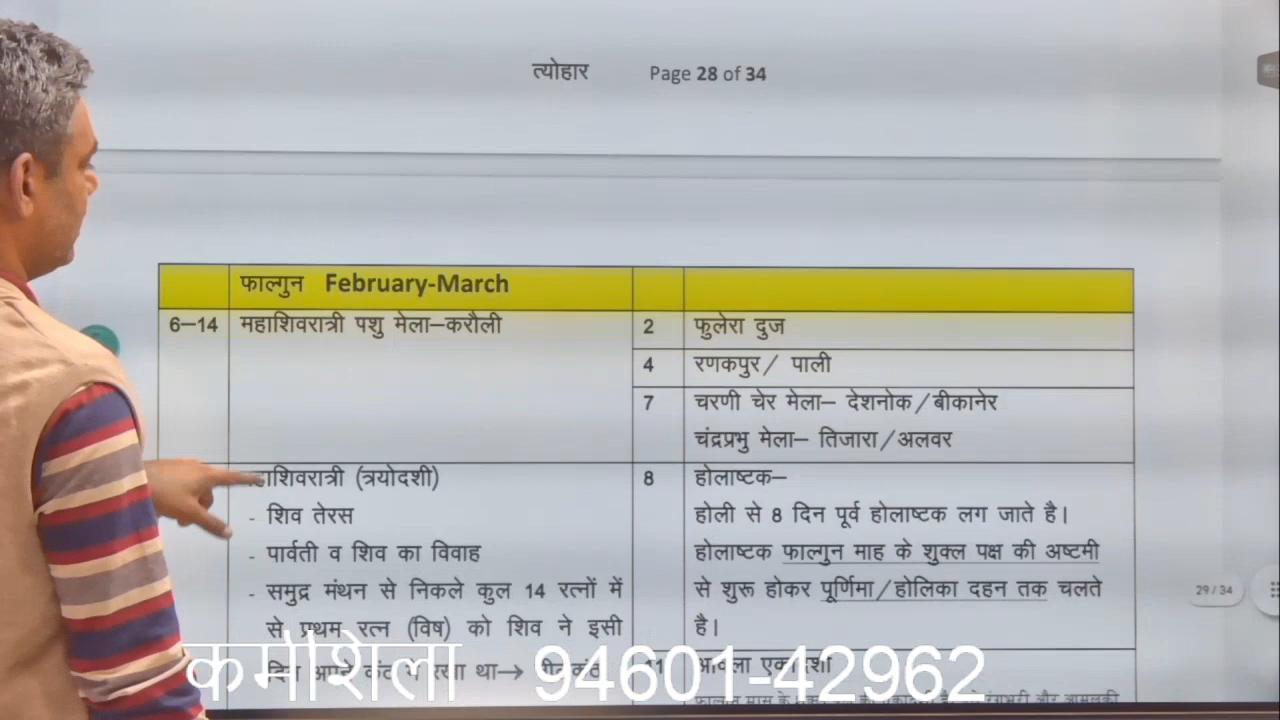 त्योहार Page 28 of 34
फाल्गुन February-March
6–14 महाशिवरात्री पशु मेला–करौली
2 फुलेरा दुज
4 रणकपुर/ पाली
7 चरणी चेर मेला– देशनोक/बीकानेर
चंद्रप्रभु मेला– तिजारा/अलवर
(त्रयोदशी)
- शिव तेरस
- पार्वती व शिव का विवाह
- समुद्र मंथन से निकले कुल 14 रत्नों में
से प्रथम रत्न (विष) को शिव ने इसी
8 होलाष्टक–
होली से 8 दिन पूर्व होलाष्टक लग जाते है।
होलाष्टक फाल्गुन माह के शुक्ल पक्ष की अष्टमी
से शुरू होकर पूर्णिमा/होलिका दहन तक चलते
है।
29/34
कर्माशिला 94601-42962